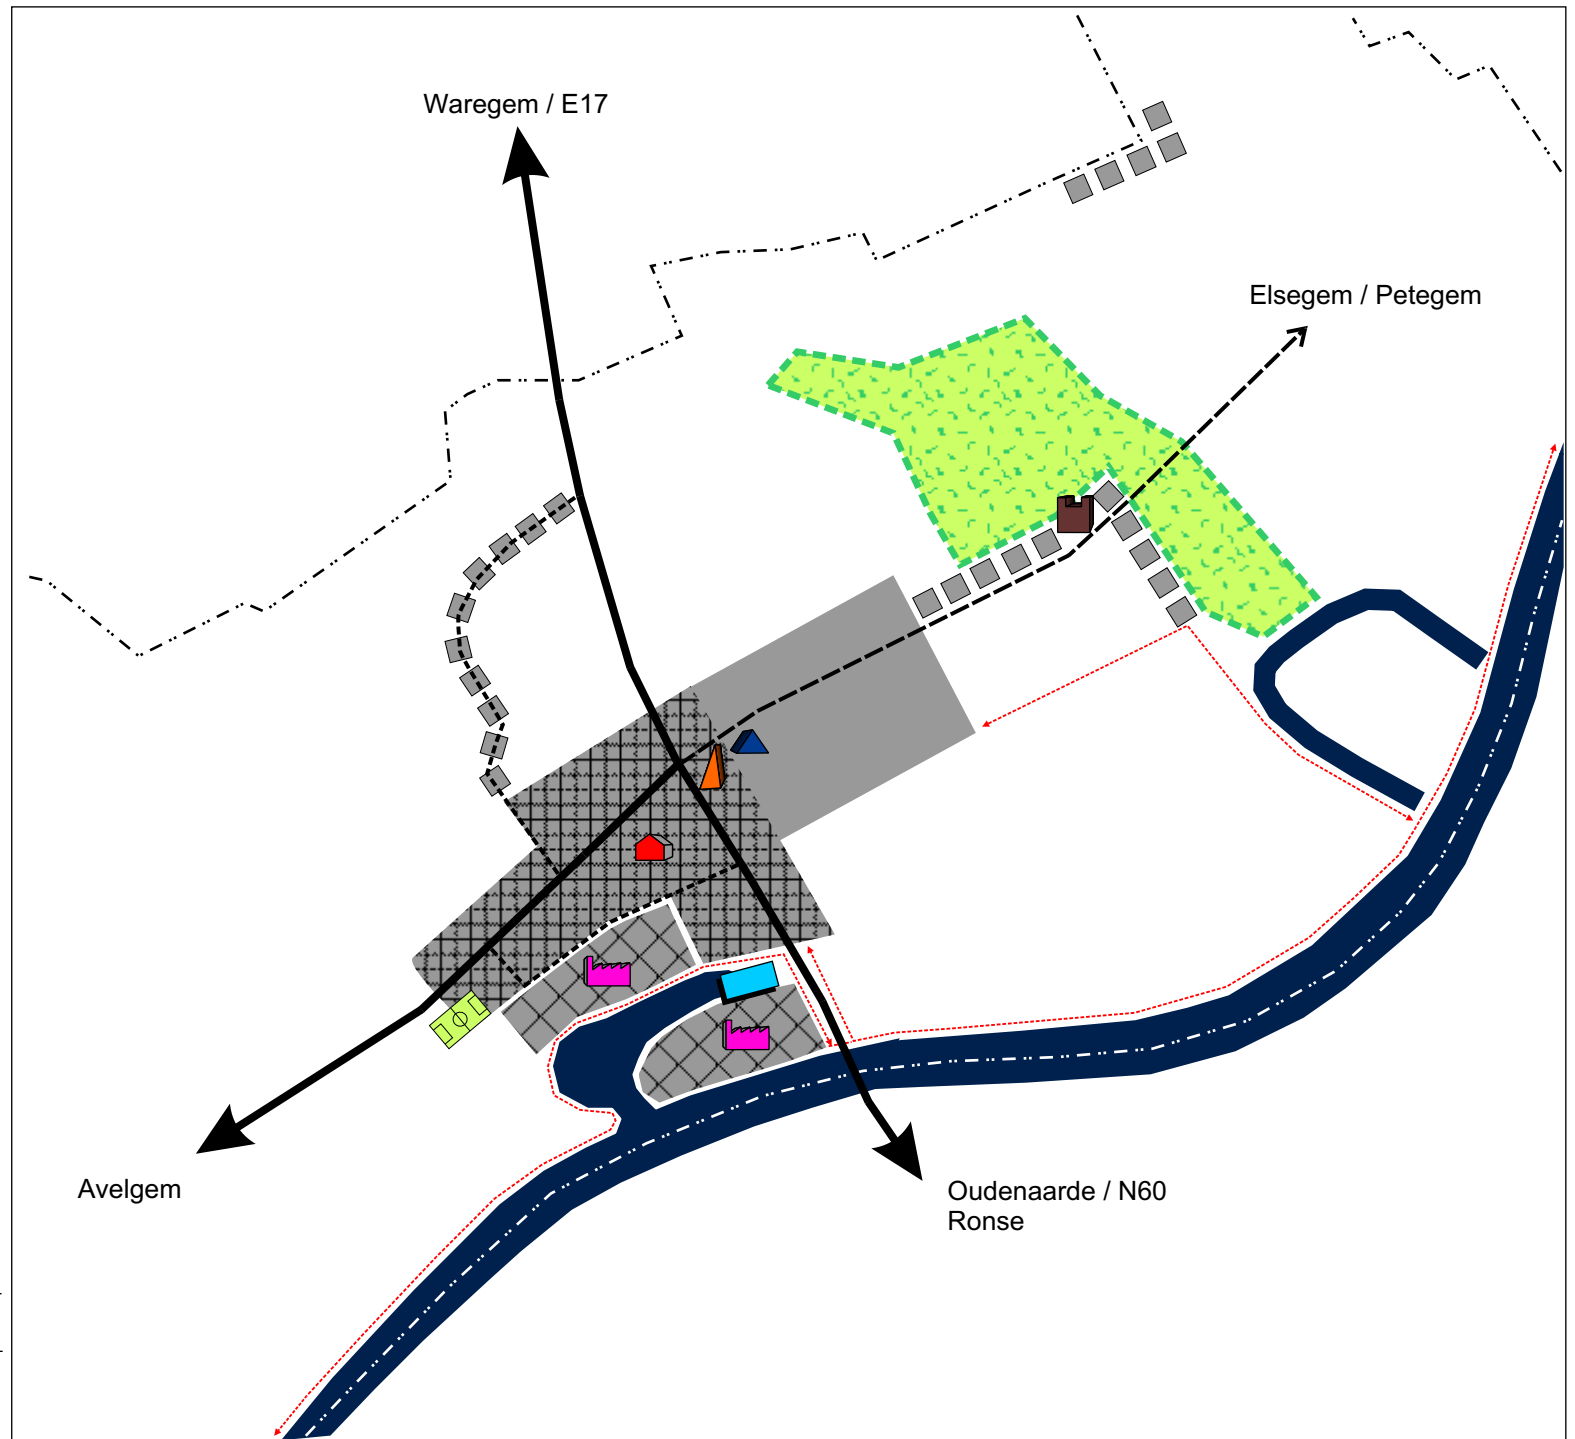 Waregem / E17
Elsegem / Petegem
Avelgem
Oudenaarde / N60
Ronse